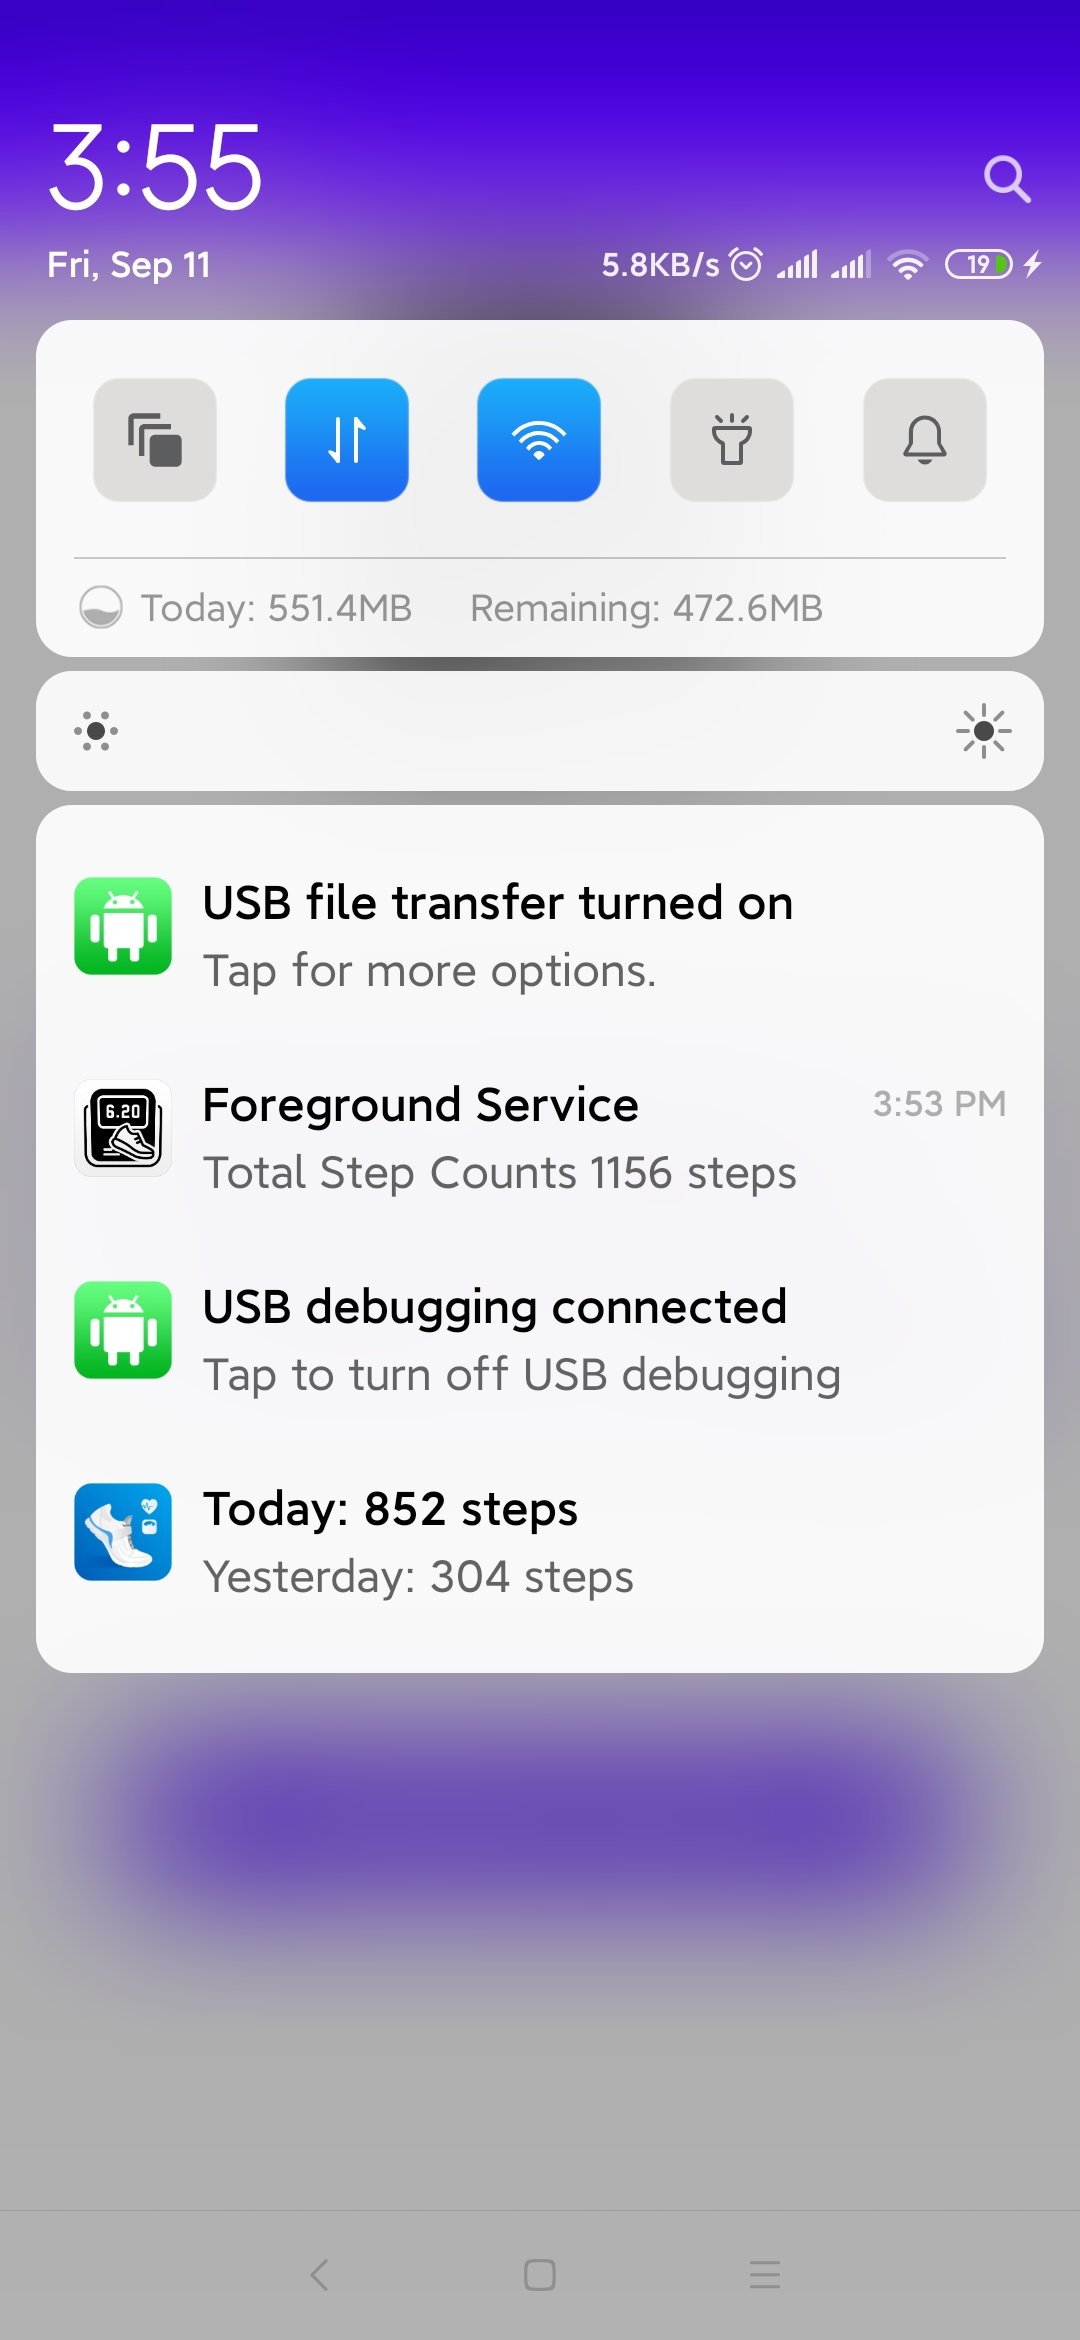 3:55
Fri, Sep 11
5.8KB/s
19
Today: 551.4MB
Remaining: 472.6MB
USB file transfer turned on
Tap for more options.
6.20
Foreground Service
3:53 PM
Total Step Counts 1156 steps
USB debugging connected
Tap to turn off USB debugging
Today: 852 steps
Yesterday: 304 steps